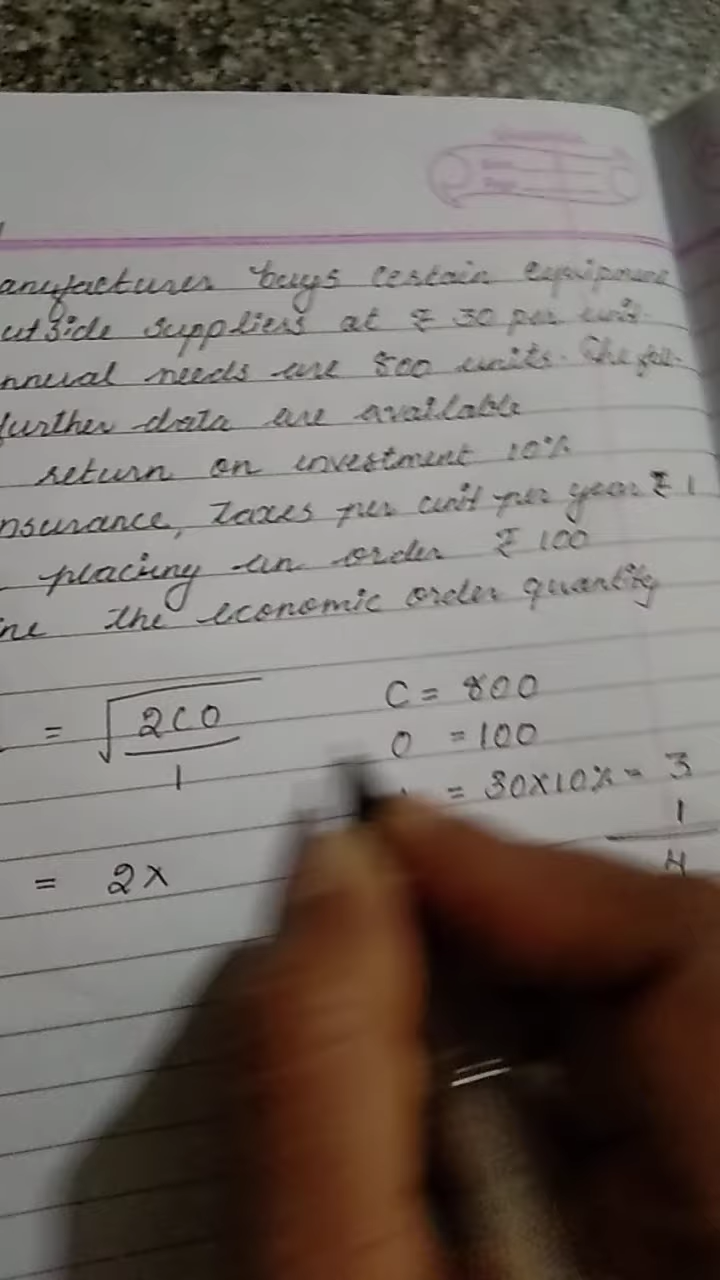 anufacturer buys certain equipment
utside suppliers at ₹ 30 per unit.
nnual needs are 800 units. The
further data are available
return on investment 10%
nsurance, Taxes per unit per year ₹ 1
placing an order ₹ 100
ne the economic order quantity
= √2CO C = 800
I O = 100
= 30×10% = 3
1
= 2× 4